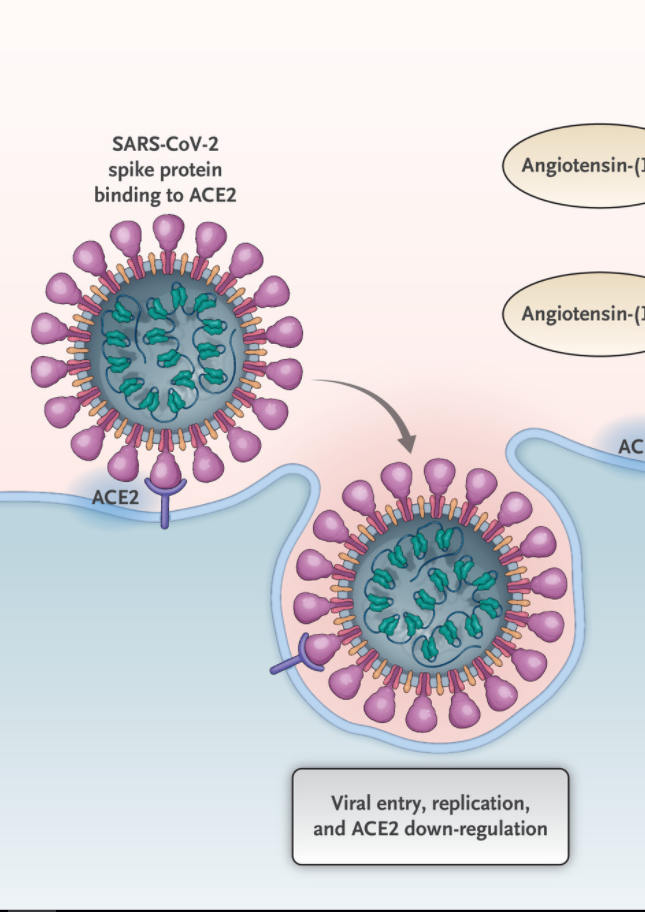 SARS-CoV-2
spike protein
binding to ACE2
Angiotensin-(1
Angiotensin-(1
AC
ACE2
Viral entry, replication,
and ACE2 down-regulation